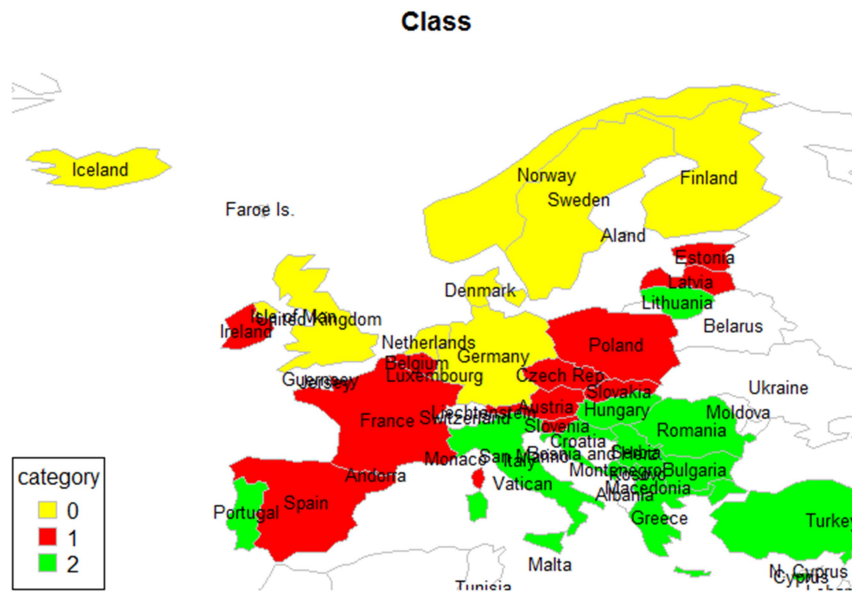 Class
Iceland
Norway
Finland
Sweden
Faroe Is.
Aland
Estonia
Latvia
Denmark
Lithuania
Isle of Man
United Kingdom
Ireland
Belarus
Netherlands
Poland
Germany
Belgium
Luxembourg
Czech Rep.
Guernsey
Jersey
Slovakia
Ukraine
Austria
Hungary
Liechtenstein
Moldova
France
Switzerland
Slovenia
Romania
Croatia
San Marino
Bosnia and Herz.
Serbia
Monaco
Italy
Montenegro
Kosovo
Bulgaria
category
Andorra
Vatican
Macedonia
Albania
0
Spain
Portugal
Greece
Turkey
1
2
Malta
N. Cyprus
Cyprus
Tunisia